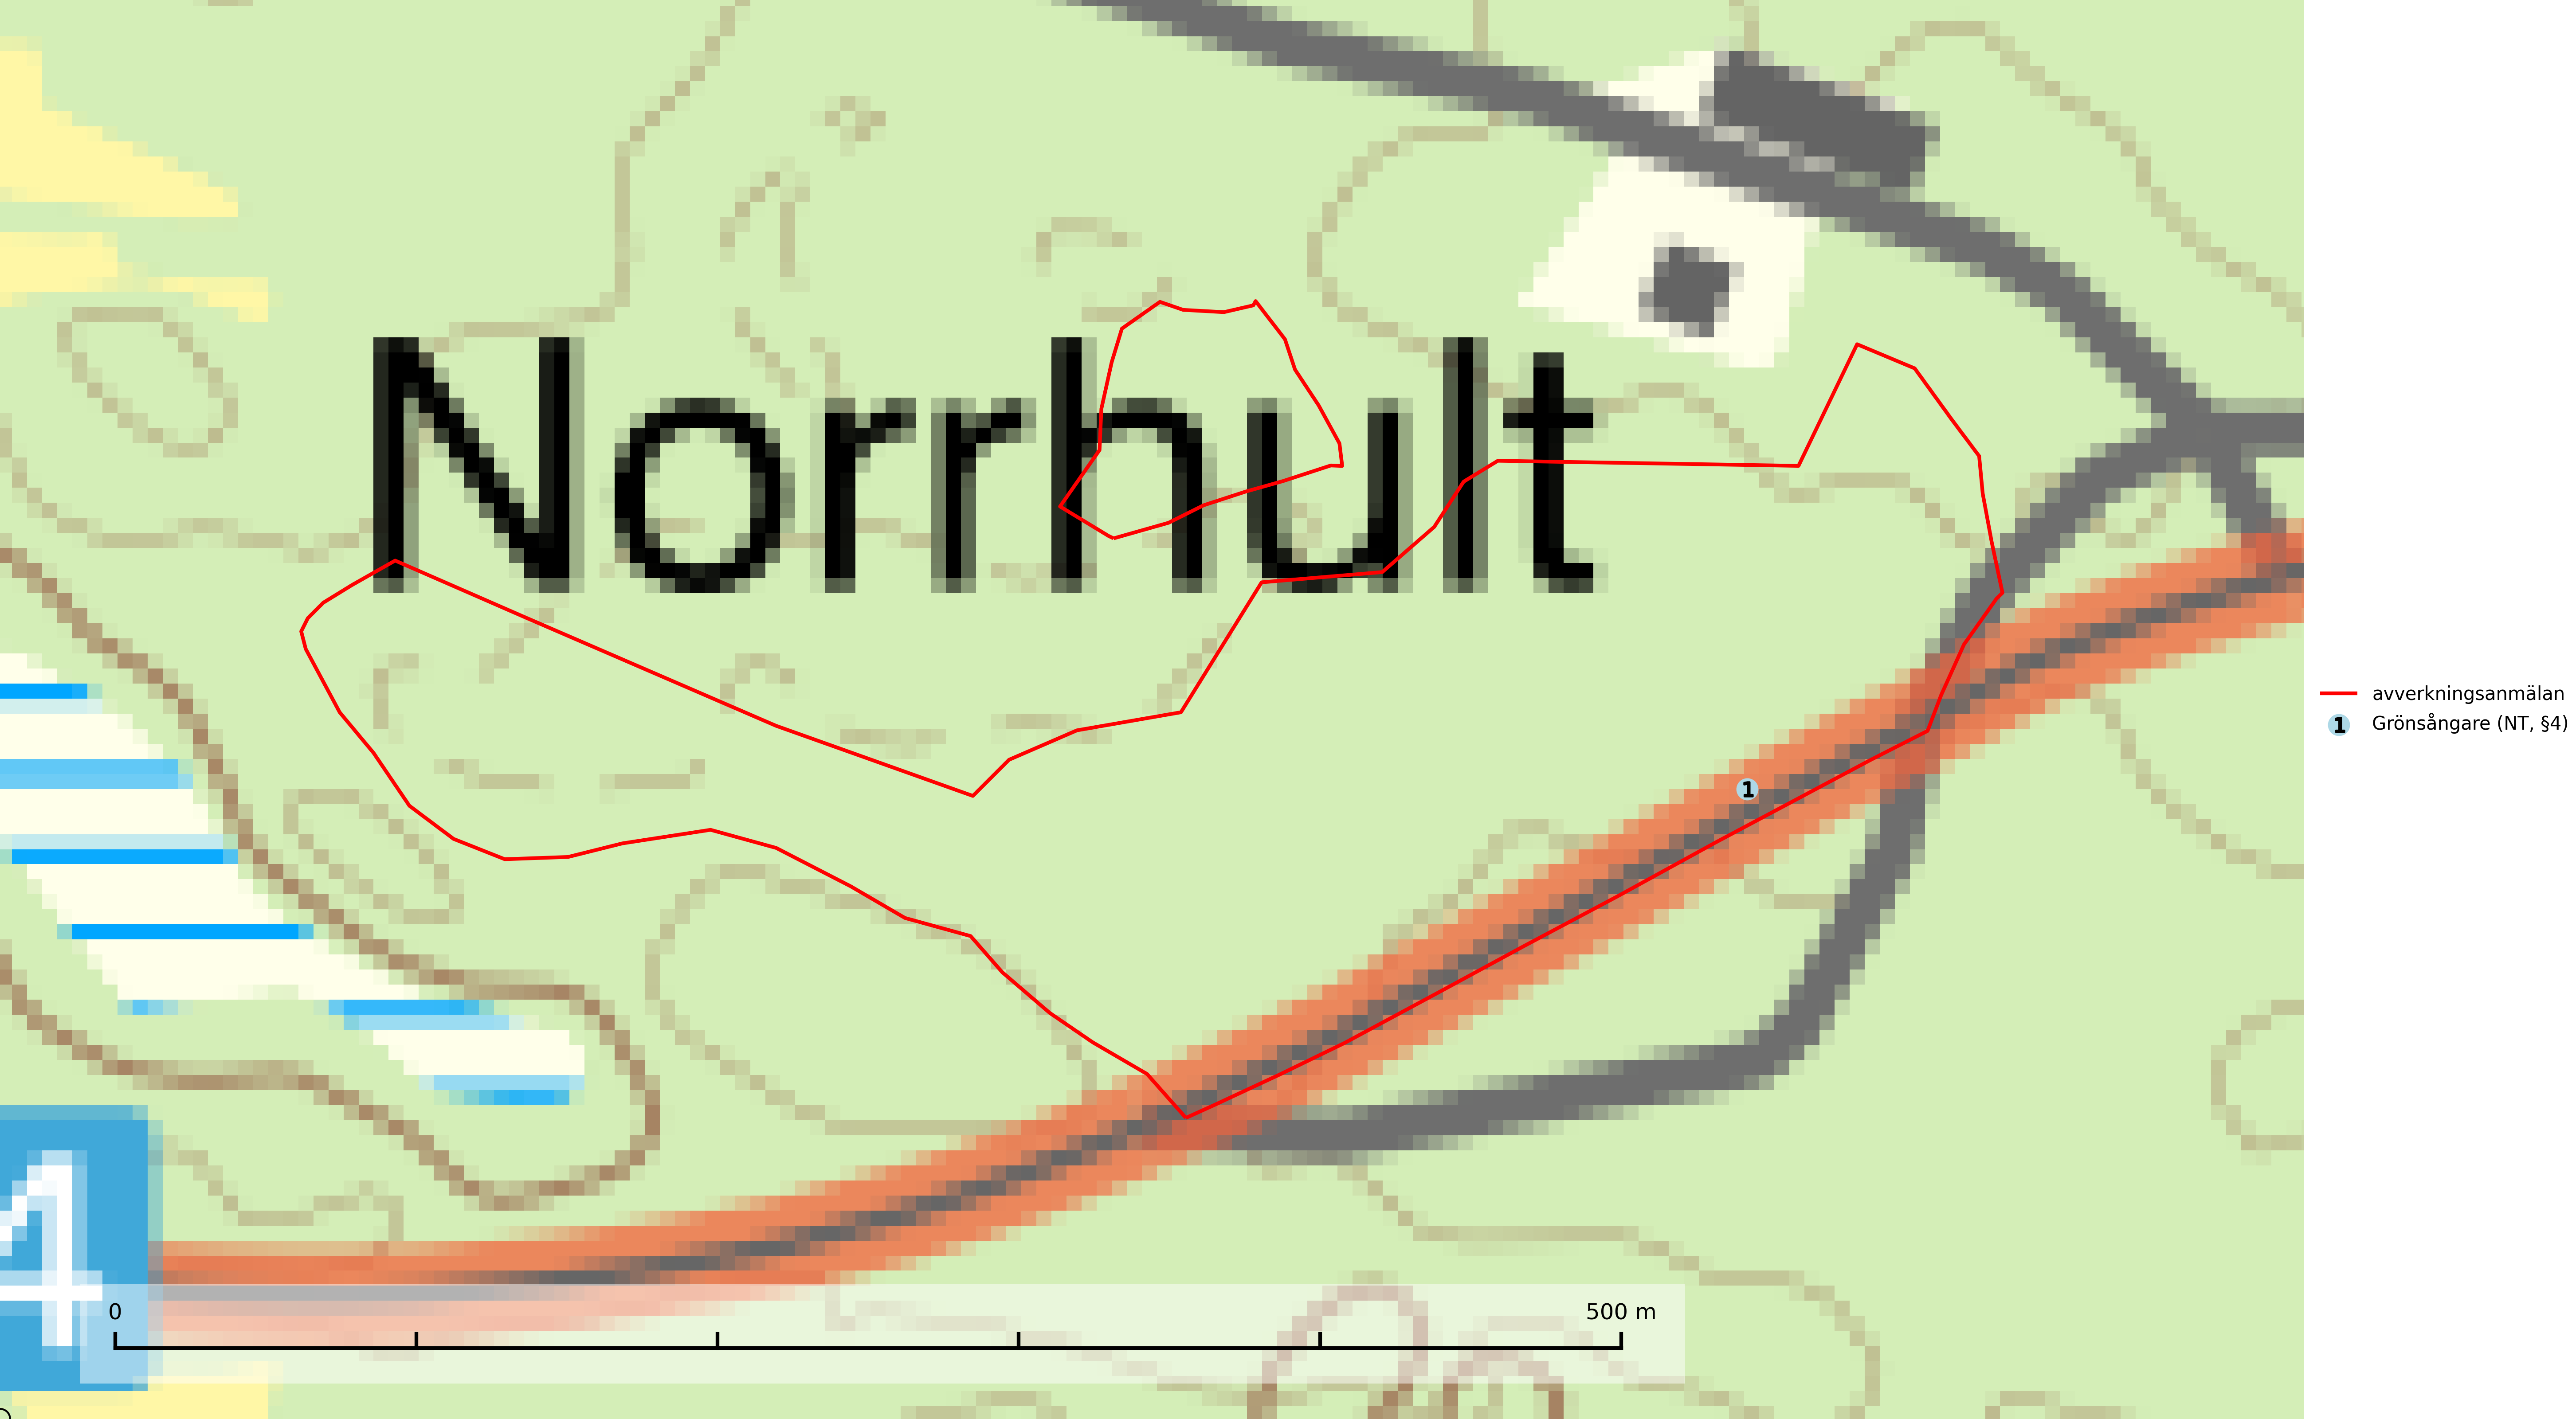 Norrhult
avverkningsanmälan
1 Grönsångare (NT, §4)
1
4
0 500 m